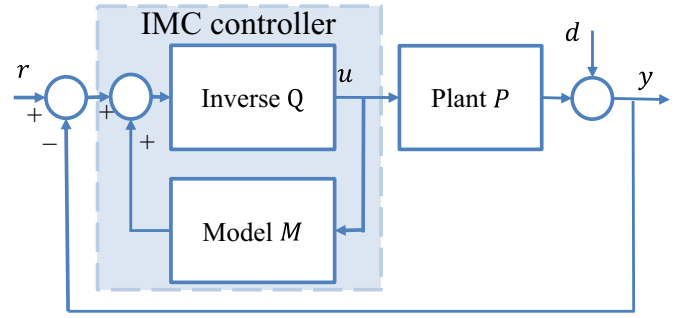 IMC controller
d
r
u
y
Inverse Q
Plant P
+
+
−
+
Model M